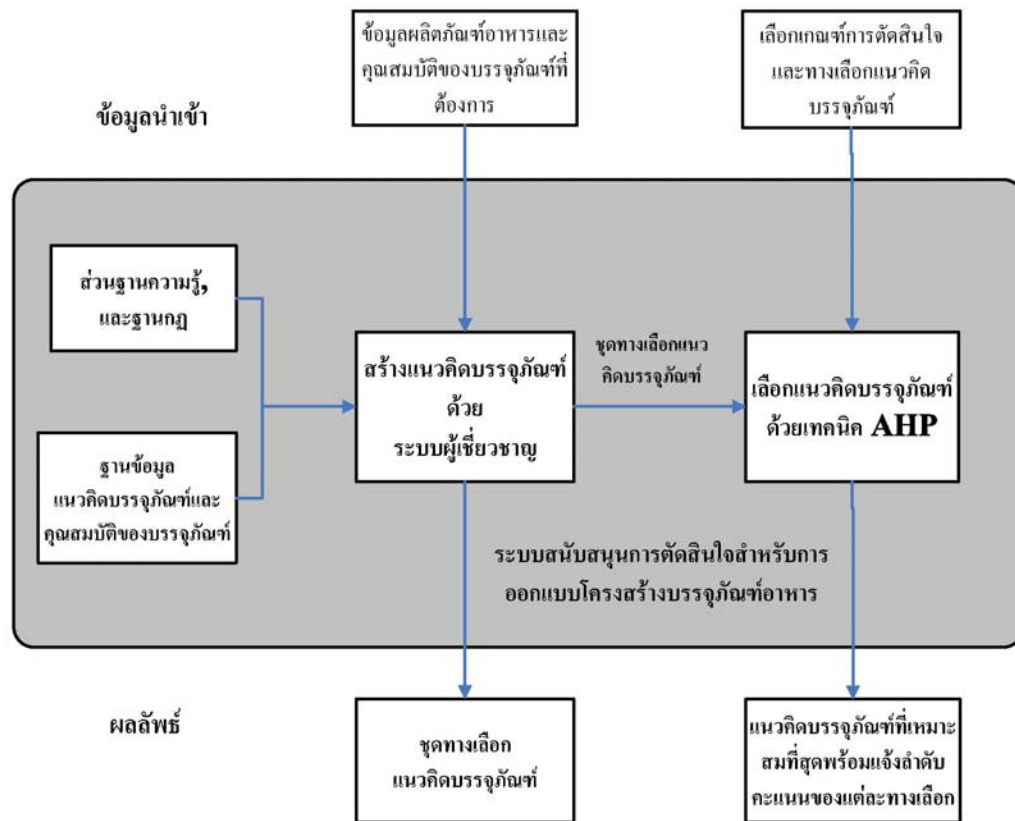 ข้อมูลผลิตภัณฑ์อาหารและ
คุณสมบัติของบรรจุภัณฑ์ที่
ต้องการ
เลือกเกณฑ์การตัดสินใจ
และทางเลือกแนวคิด
บรรจุภัณฑ์
ข้อมูลนำเข้า
ส่วนฐานความรู้,
และฐานกฎ
สร้างแนวคิดบรรจุภัณฑ์
ด้วย
ระบบผู้เชี่ยวชาญ
ชุดทางเลือกแนว
คิดบรรจุภัณฑ์
เลือกแนวคิดบรรจุภัณฑ์
ด้วยเทคนิค AHP
ฐานข้อมูล
แนวคิดบรรจุภัณฑ์และ
คุณสมบัติของบรรจุภัณฑ์
ระบบสนับสนุนการตัดสินใจสำหรับการ
ออกแบบโครงสร้างบรรจุภัณฑ์อาหาร
ผลลัพธ์
ชุดทางเลือก
แนวคิดบรรจุภัณฑ์
แนวคิดบรรจุภัณฑ์ที่เหมาะ
สมที่สุดพร้อมแจ้งลำดับ
คะแนนของแต่ละทางเลือก